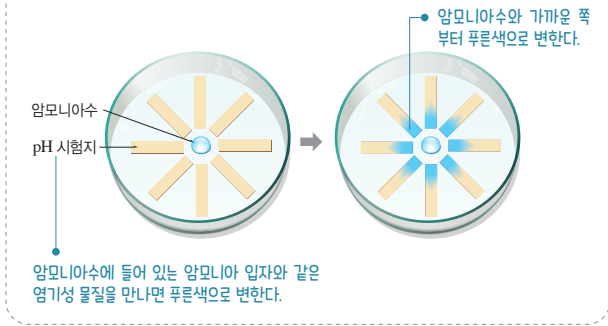 암모니아수와 가까운 쪽
부터 푸른색으로 변한다.
암모니아수
pH 시험지
암모니아수에 들어 있는 암모니아 입자와 같은
염기성 물질을 만나면 푸른색으로 변한다.